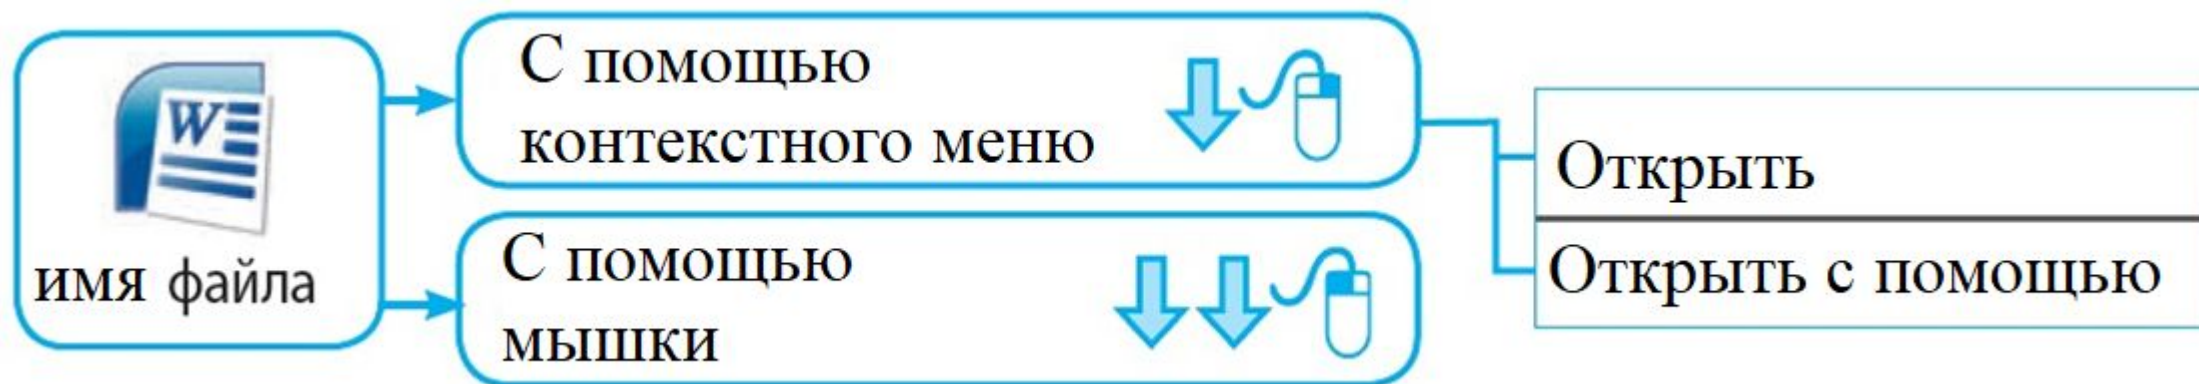 W
имя файла
С помощью
контекстного меню
С помощью
мышки
Открыть
Открыть с помощью